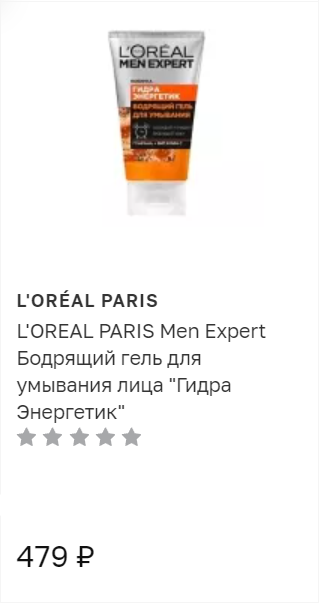 L'ORÉAL
MEN EXPERT
ГИДРА
ЭНЕРГЕТИК
БОДРЯЩИЙ ГЕЛЬ
ДЛЯ УМЫВАНИЯ
L'ORÉAL PARIS
L'OREAL PARIS Men Expert
Бодрящий гель для
умывания лица "Гидра
Энергетик"
479 ₽